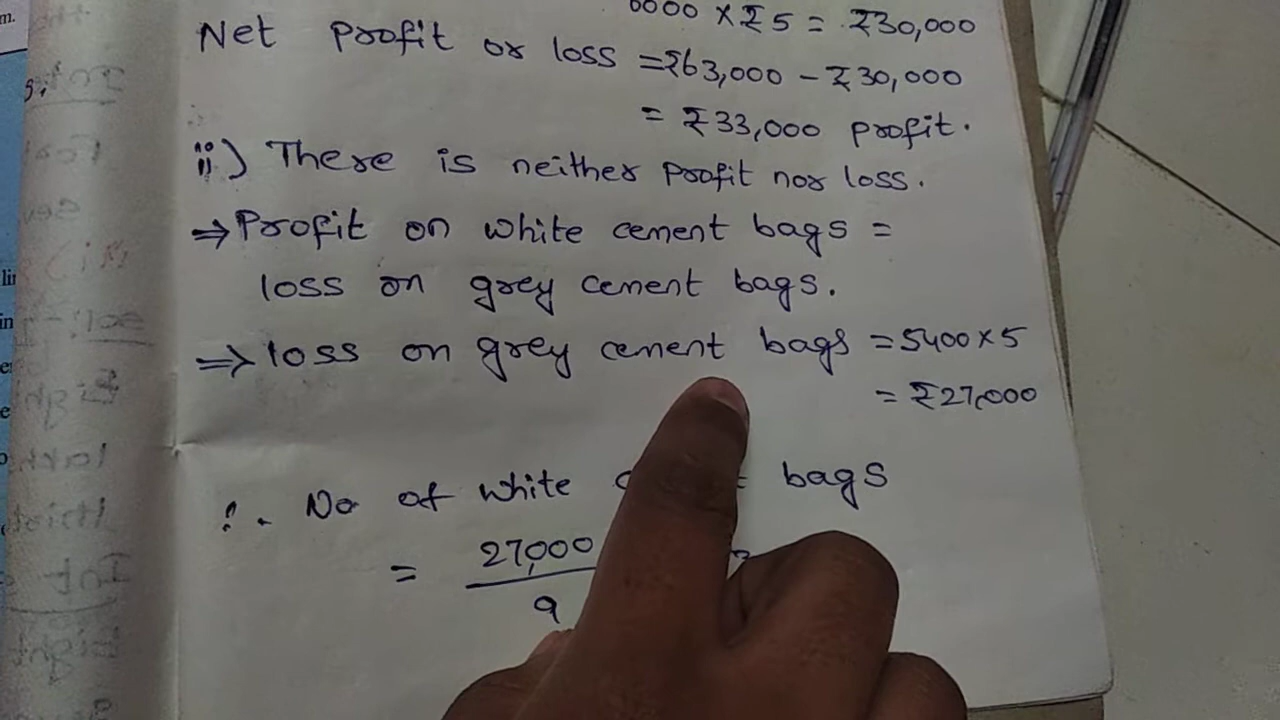 0000 × ₹5 = ₹30,000
Net Profit or loss = ₹63,000 - ₹30,000
= ₹33,000 profit.
ii) There is neither Profit nor loss.
⇒ Profit on white cement bags =
loss on grey cement bags.
⇒ loss on grey cement bags = 5400 × 5
= ₹27,000
∴ No of white bags
= 27,000
9